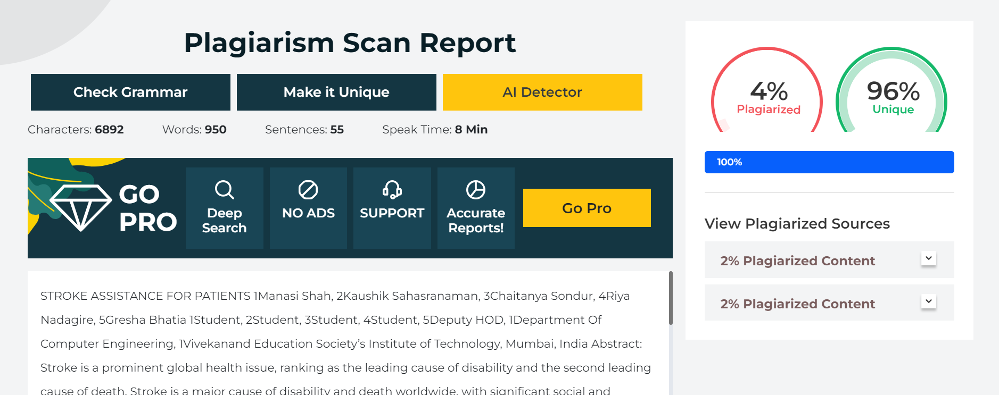 Plagiarism Scan Report
Check Grammar
Make it Unique
AI Detector
Characters: 6892
Words: 950
Sentences: 55
Speak Time: 8 Min
GO
PRO
Deep
Search
NO ADS
SUPPORT
Accurate
Reports!
Go Pro
STROKE ASSISTANCE FOR PATIENTS 1Manasi Shah, 2Kaushik Sahasranaman, 3Chaitanya Sondur, 4Riya
Nadagire, 5Gresha Bhatia 1Student, 2Student, 3Student, 4Student, 5Deputy HOD, 1Department Of
Computer Engineering, 1Vivekanand Education Society’s Institute of Technology, Mumbai, India Abstract:
Stroke is a prominent global health issue, ranking as the leading cause of disability and the second leading
cause of death. Stroke is a major cause of disability and death worldwide, with significant social and
4%
Plagiarized
96%
Unique
100%
View Plagiarized Sources
2% Plagiarized Content
2% Plagiarized Content